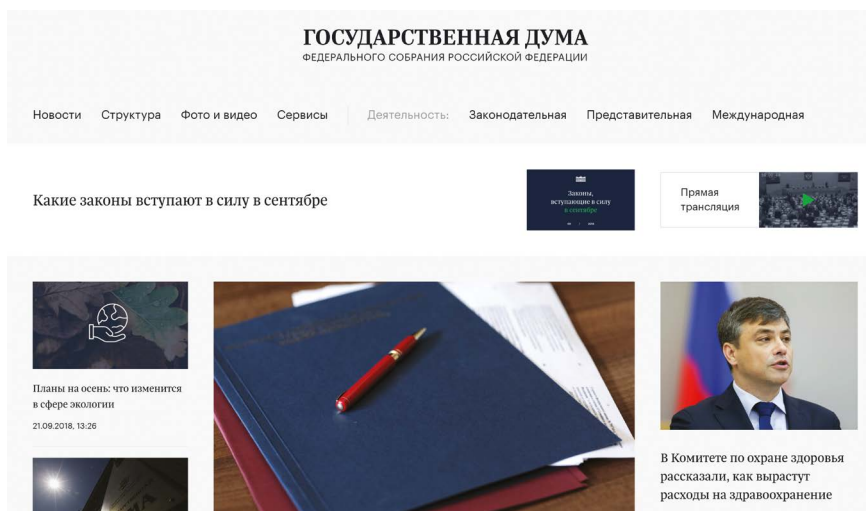 ГОСУДАРСТВЕННАЯ ДУМА
ФЕДЕРАЛЬНОГО СОБРАНИЯ РОССИЙСКОЙ ФЕДЕРАЦИИ
Новости Структура Фото и видео Сервисы Деятельность: Законодательная Представительная Международная
Какие законы вступают в силу в сентябре
Законы,
вступающие в силу
в сентябре
Прямая
трансляция
Планы на осень: что изменится
в сфере экологии
21.09.2018, 13:26
В Комитете по охране здоровья
рассказали, как вырастут
расходы на здравоохранение